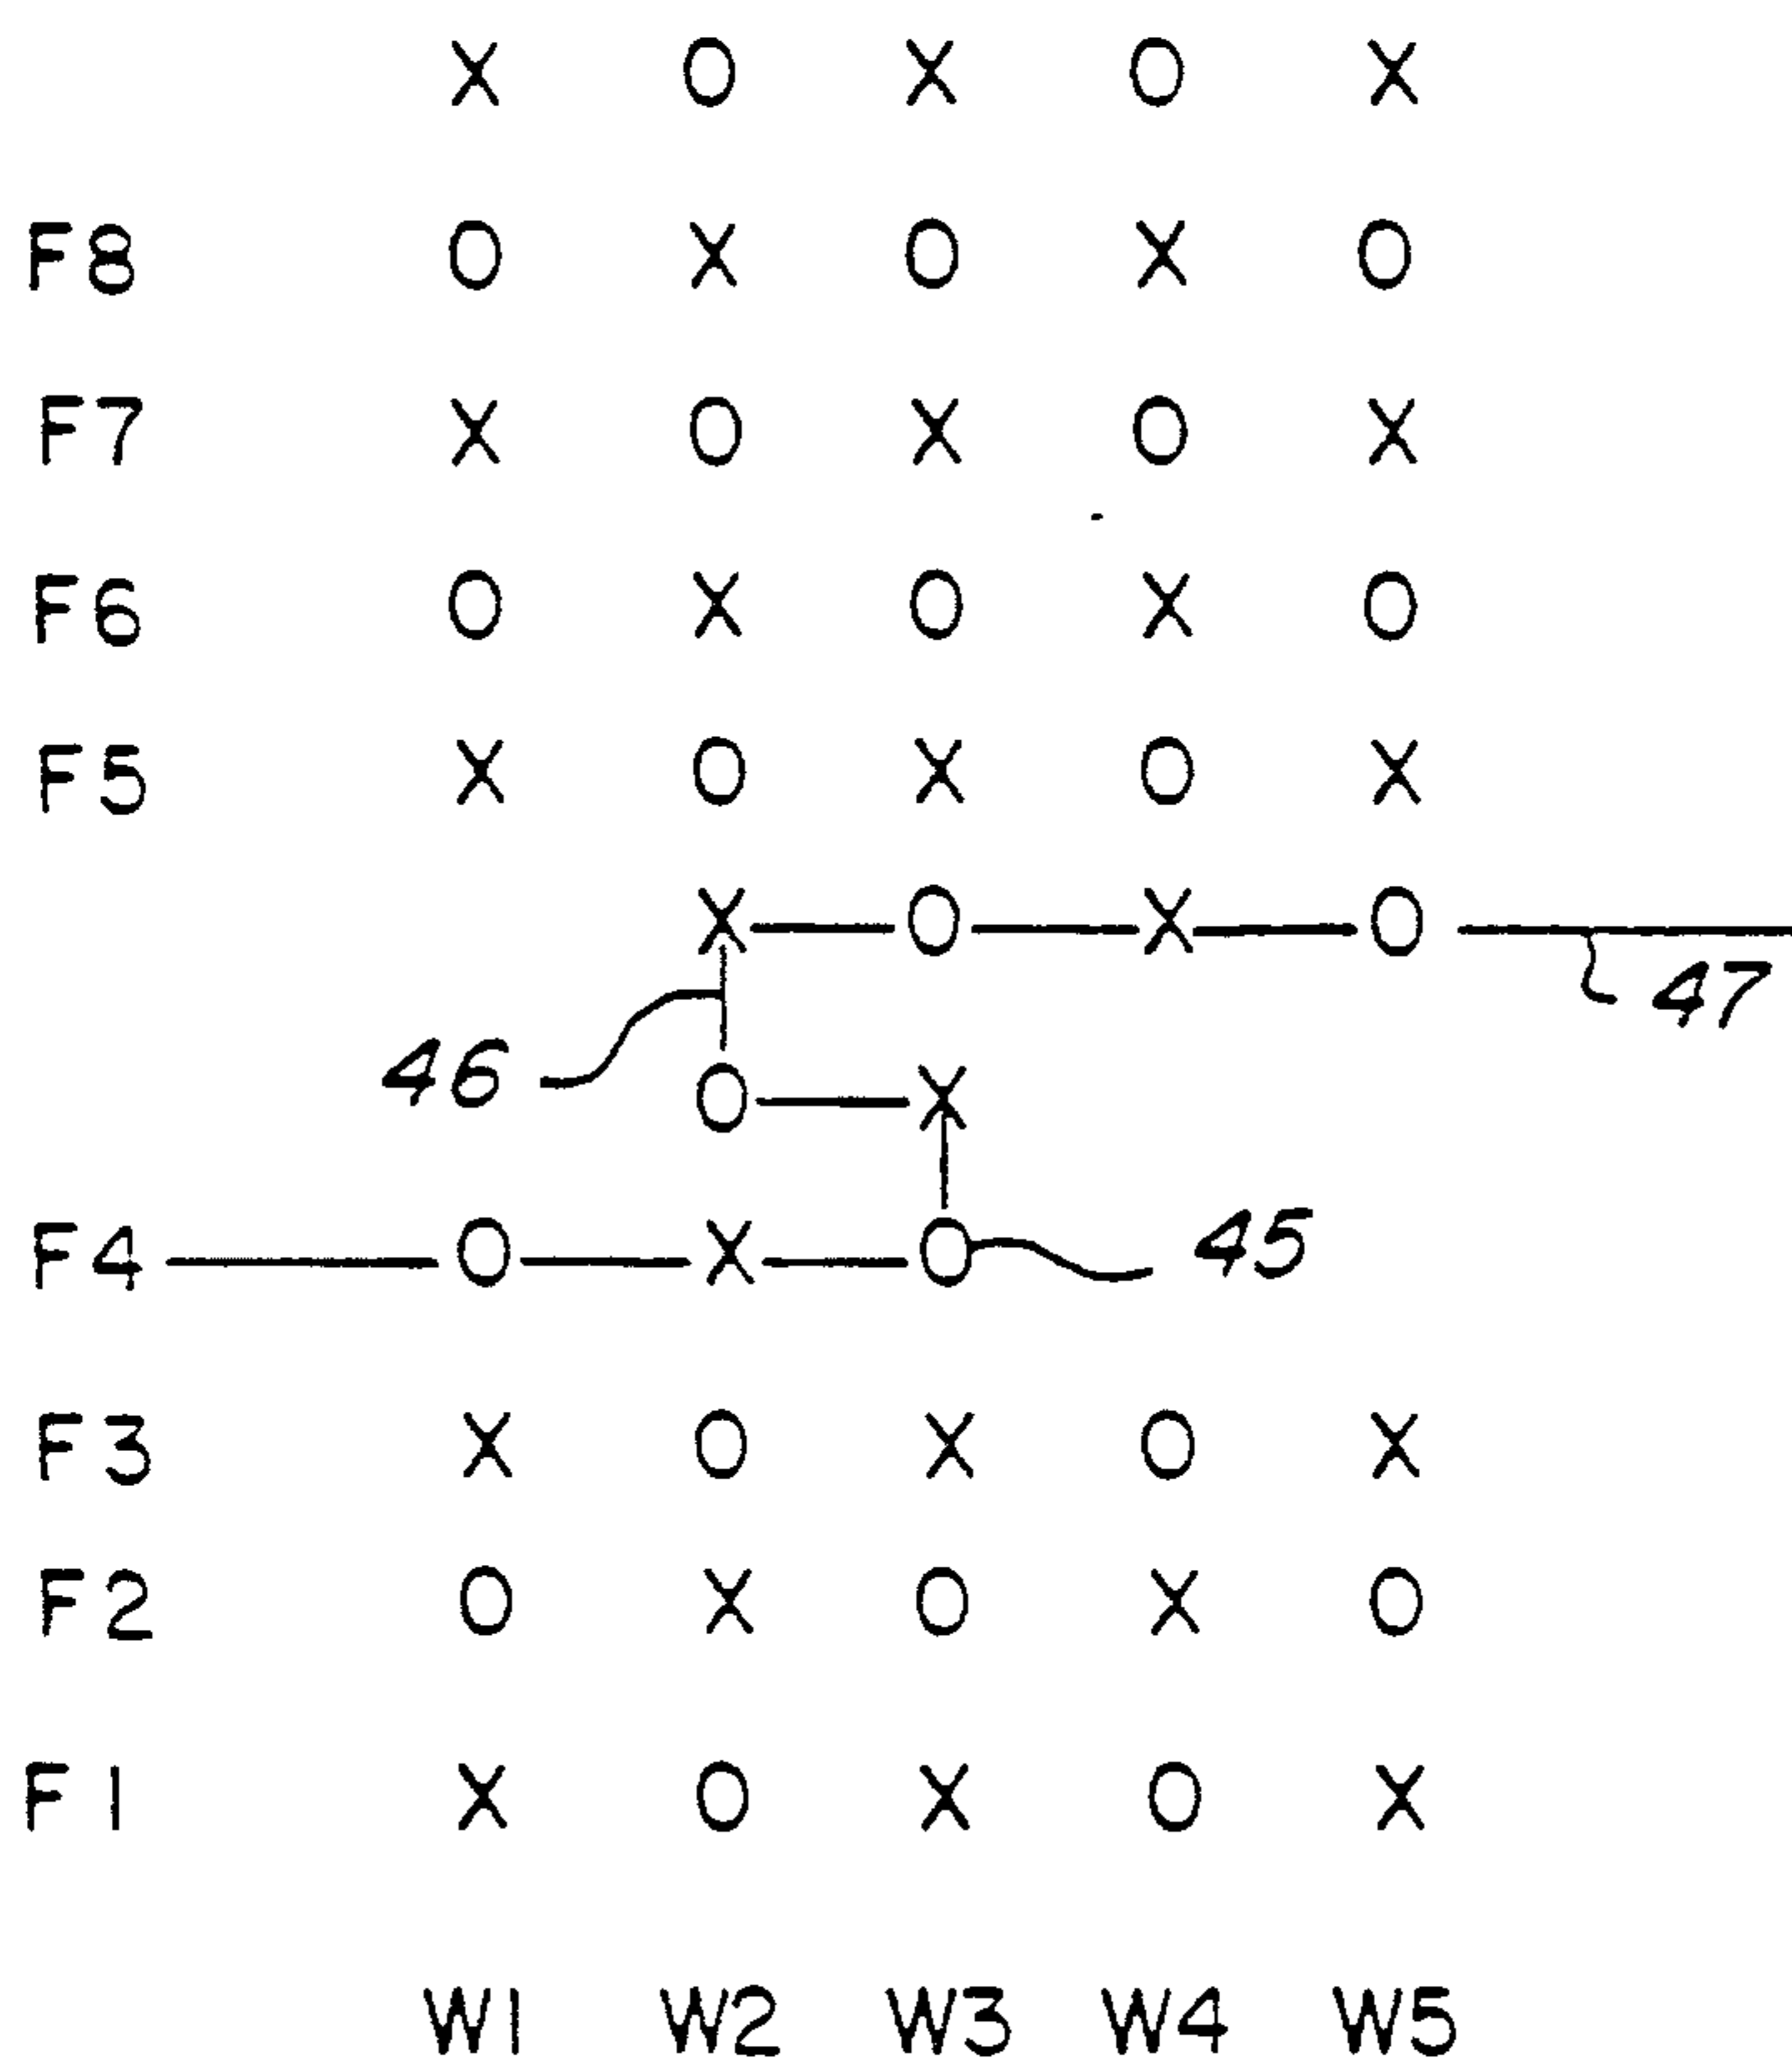 X O X O X
F8 O X O X O
F7 X O X O X
F6 O X O X O
F5 X O X O X
X O X O
47
46
O X
F4 O X O 45
F3 X O X O X
F2 O X O X O
F1 X O X O X
W1 W2 W3 W4 W5